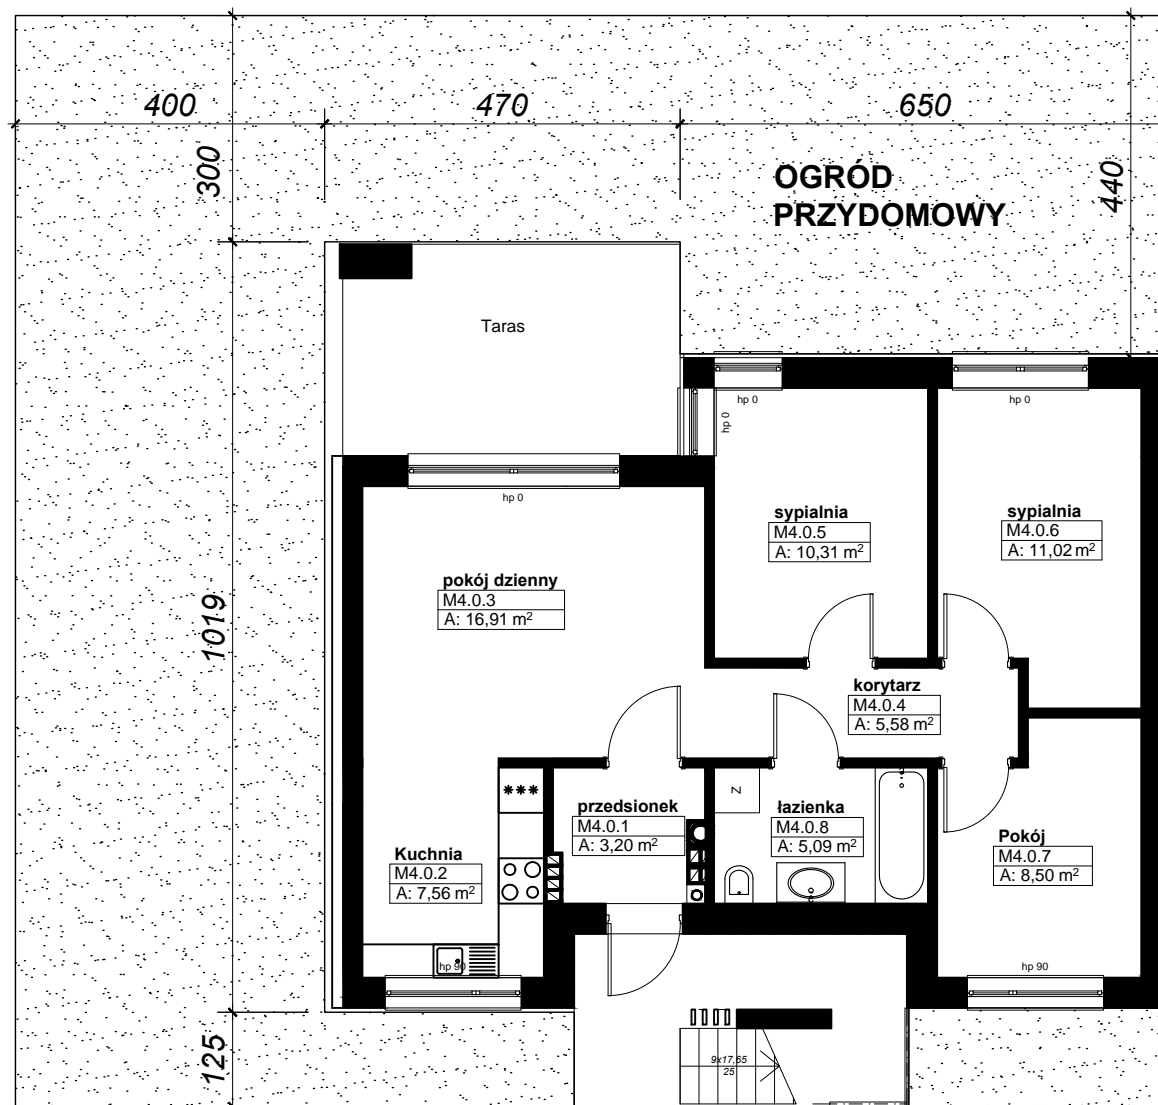 400
470
650
300
440
OGRÓD
PRZYDOMOWY
Taras
hp 0
hp 0
hp 0
hp 0
sypialnia
M4.0.5
A: 10,31 m²
sypialnia
M4.0.6
A: 11,02 m²
pokój dzienny
M4.0.3
A: 16,91 m²
1019
korytarz
M4.0.4
A: 5,58 m²
Z
przedsionek
M4.0.1
A: 3,20 m²
łazienka
M4.0.8
A: 5,09 m²
Kuchnia
M4.0.2
A: 7,56 m²
Pokój
M4.0.7
A: 8,50 m²
hp 90
hp 90
125
9x17,65
25